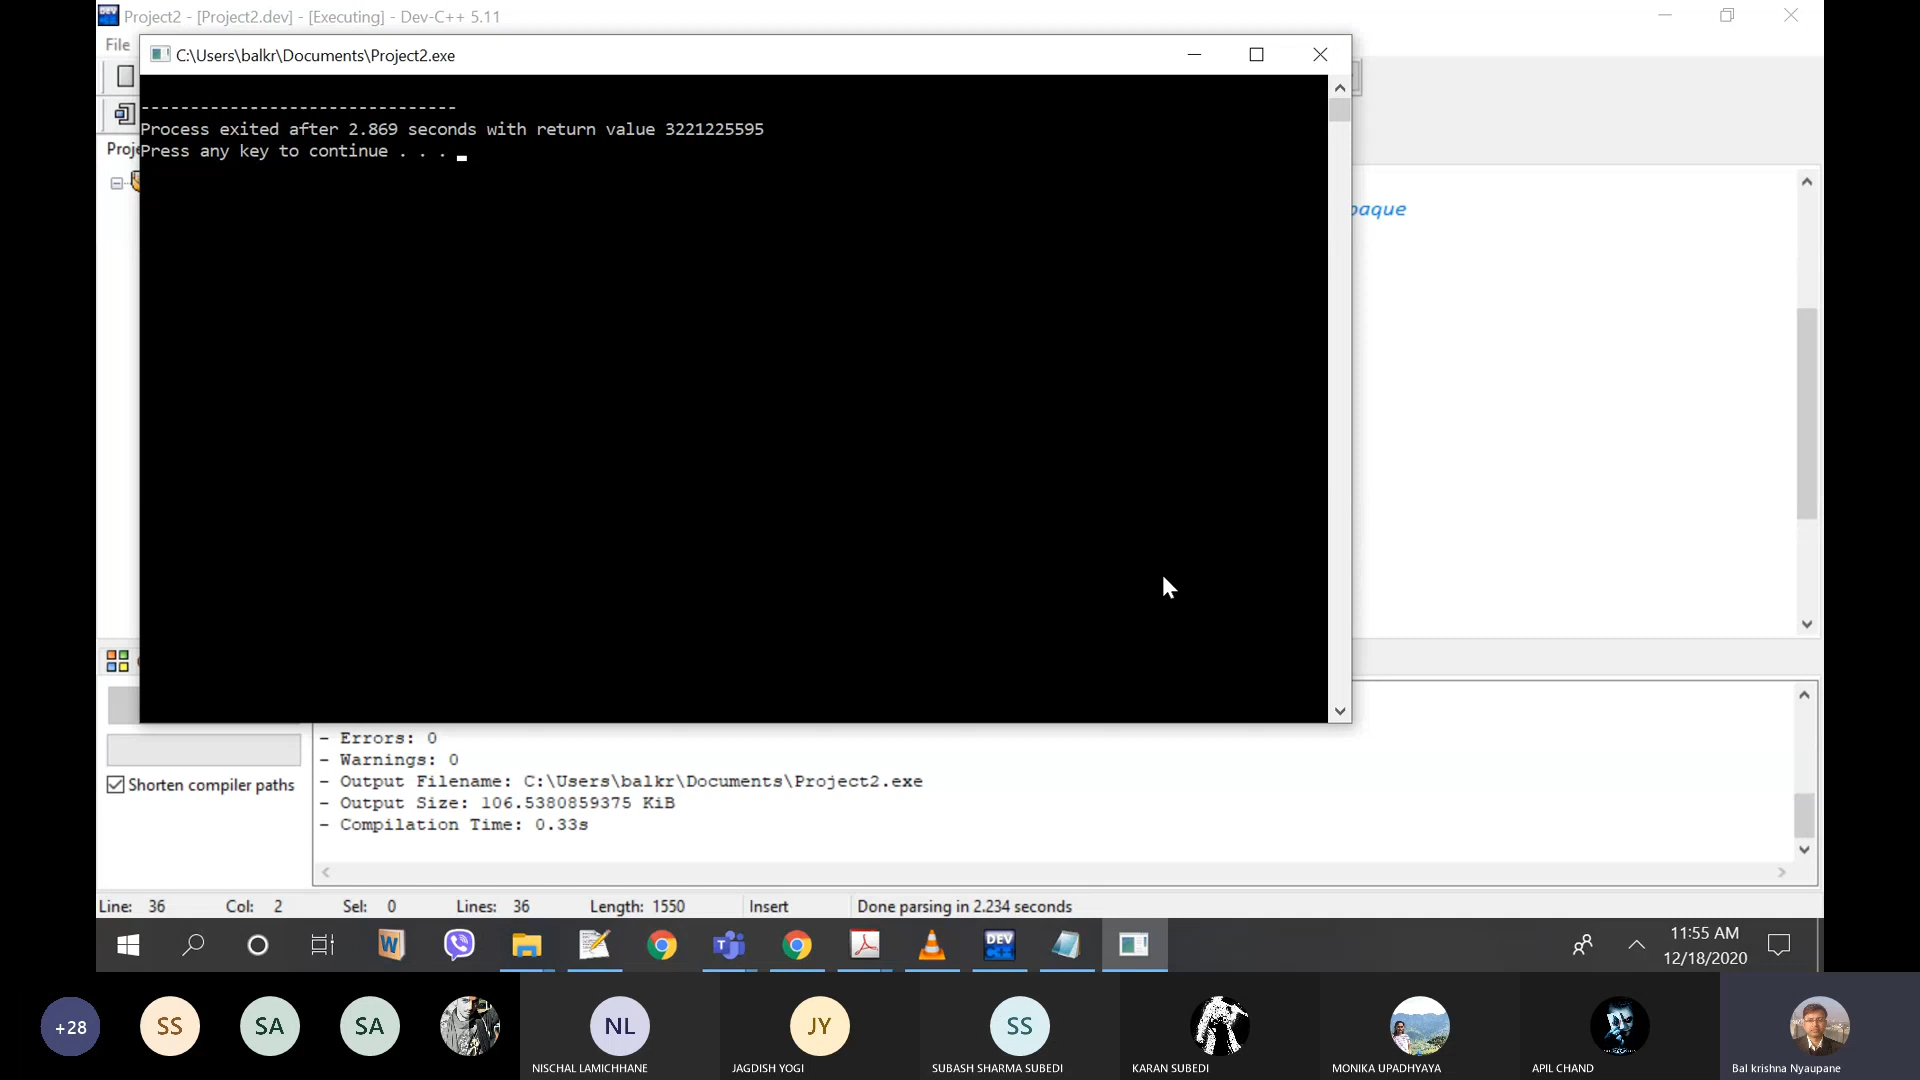 Project2 - [Project2.dev] - [Executing] - Dev-C++ 5.11
File
C:\Users\balkr\Documents\Project2.exe
--------------------------------
Process exited after 2.869 seconds with return value 3221225595
Press any key to continue . . .
Proje
paque
- Errors: 0
- Warnings: 0
- Output Filename: C:\Users\balkr\Documents\Project2.exe
- Output Size: 106.5380859375 KiB
- Compilation Time: 0.33s
Shorten compiler paths
Line: 36 Col: 2 Sel: 0 Lines: 36 Length: 1550 Insert Done parsing in 2.234 seconds
DEV
11:55 AM
12/18/2020
+28 SS SA SA NL JY SS
NISCHAL LAMICHHANE JAGDISH YOGI SUBASH SHARMA SUBEDI KARAN SUBEDI MONIKA UPADHYAYA APIL CHAND Bal krishna Nyaupane